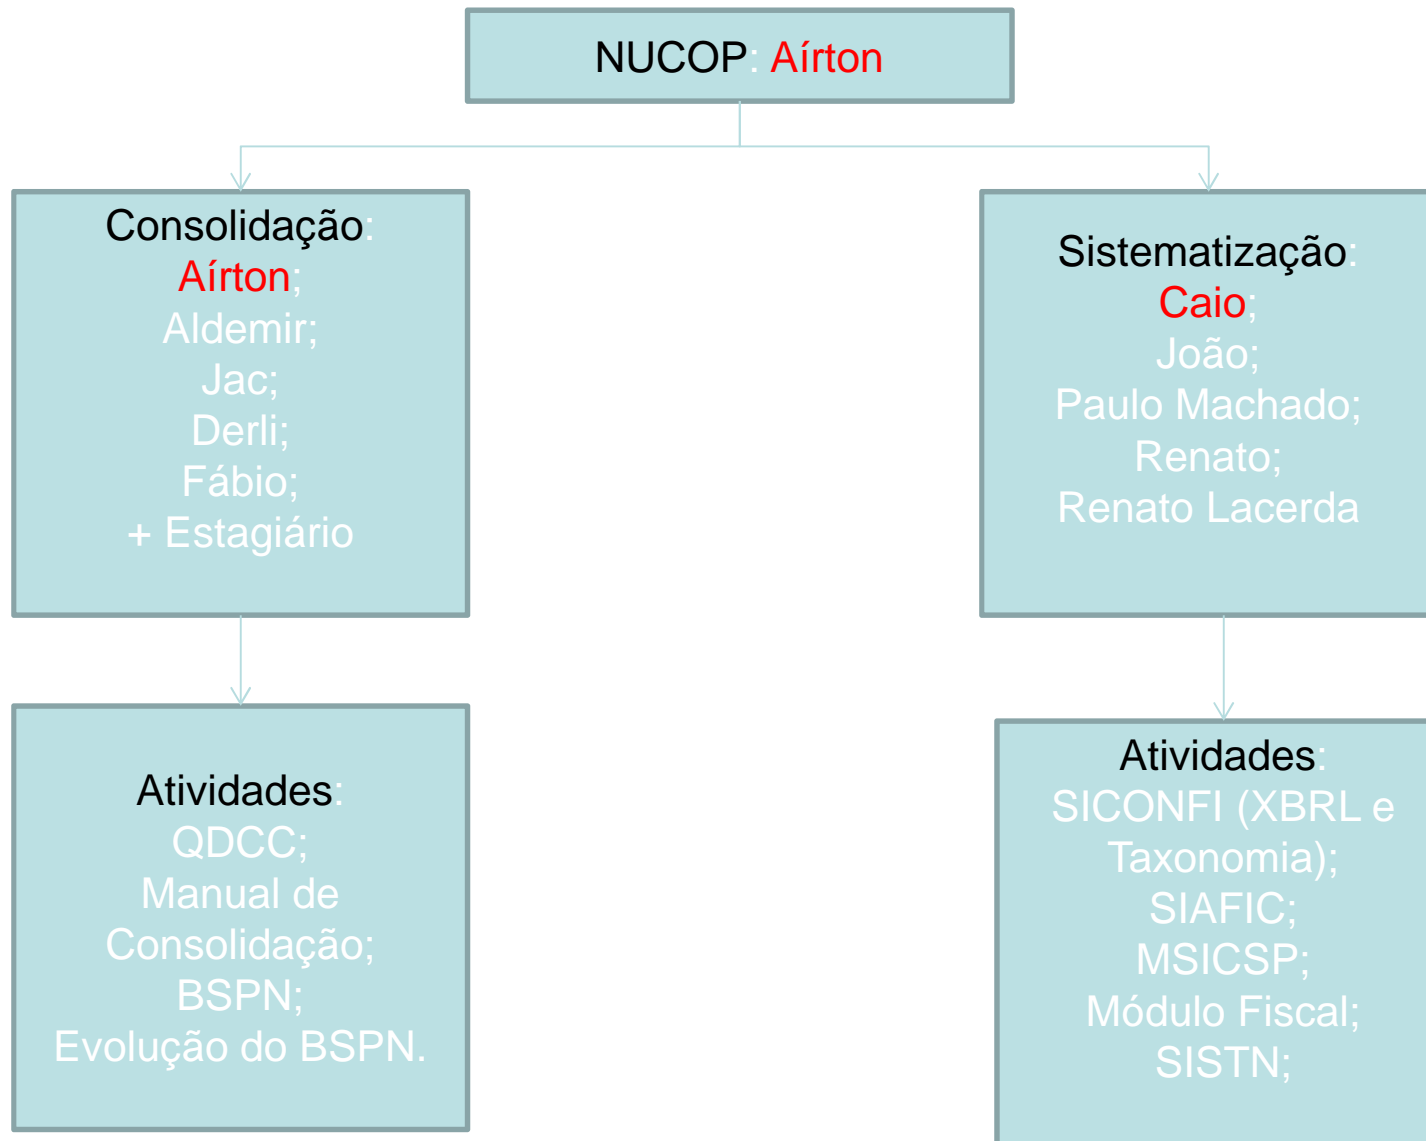 NUCOP: Aírton
Consolidação:
Aírton;
Aldemir;
Jac;
Derli;
Fábio;
+ Estagiário
Sistematização:
Caio;
João;
Paulo Machado;
Renato;
Renato Lacerda
Atividades:
QDCC;
Manual de
Consolidação;
BSPN;
Evolução do BSPN.
Atividades:
SICONFI (XBRL e
Taxonomia);
SIAFIC;
MSICSP;
Módulo Fiscal;
SISTN;